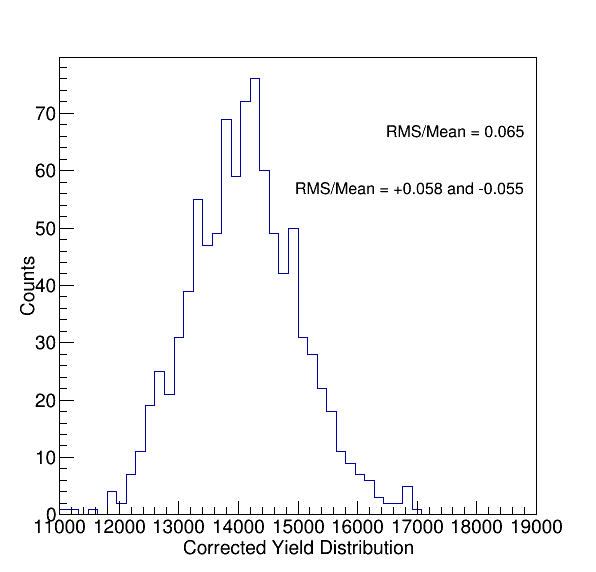 RMS/Mean = 0.065
RMS/Mean = +0.058 and -0.055
Counts
70
60
50
40
30
20
10
0
11000 12000 13000 14000 15000 16000 17000 18000 19000
Corrected Yield Distribution